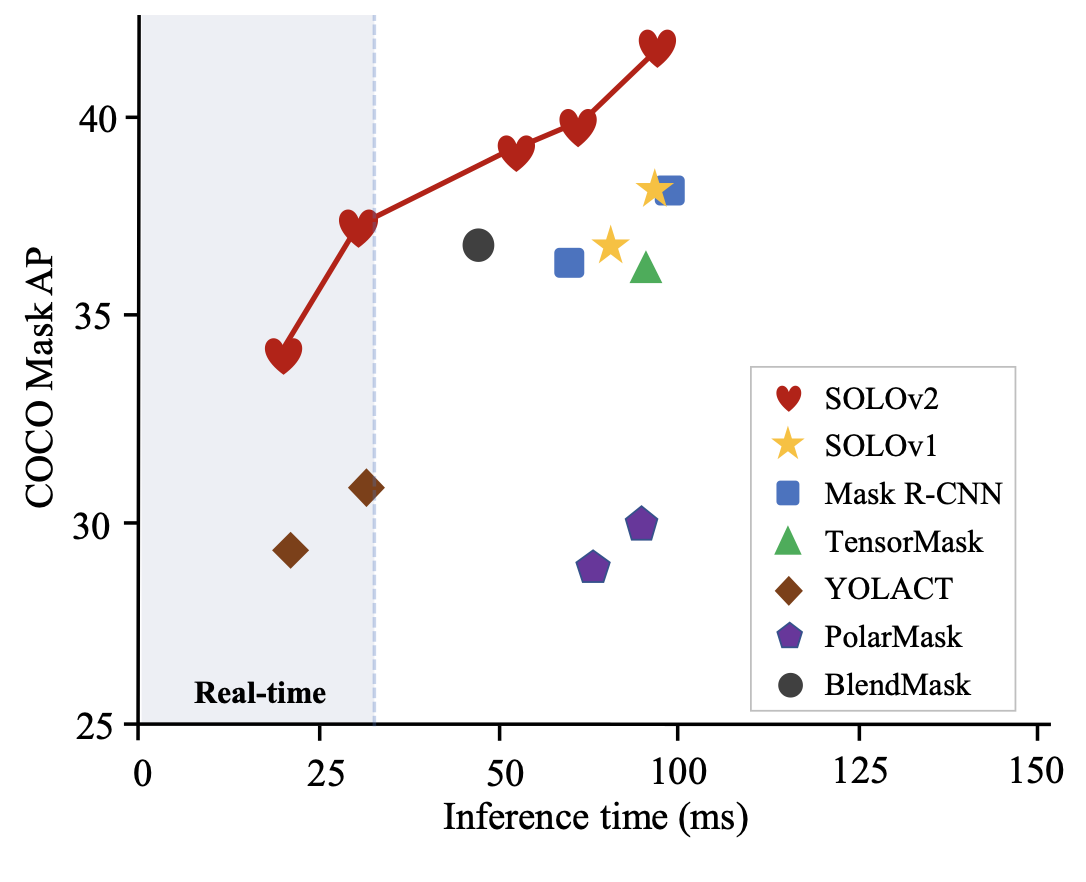 COCO Mask AP
40
35
30
25
Real-time
SOLOv2
SOLOv1
Mask R-CNN
TensorMask
YOLACT
PolarMask
BlendMask
0 25 50 100 125 150
Inference time (ms)